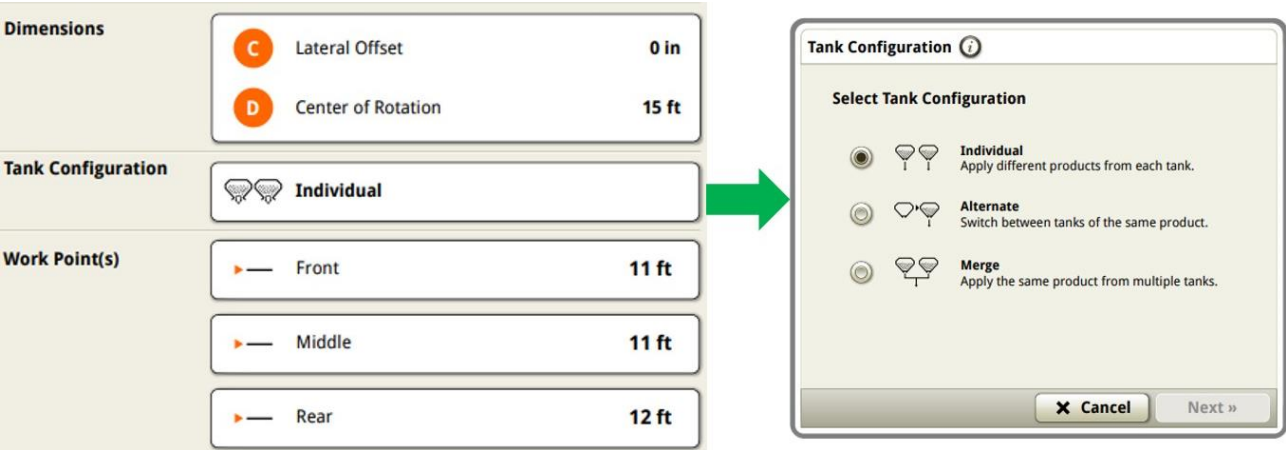 Dimensions
C Lateral Offset 0 in
D Center of Rotation 15 ft
Tank Configuration
Individual
Work Point(s)
Front 11 ft
Middle 11 ft
Rear 12 ft
Tank Configuration i
Select Tank Configuration
Individual
Apply different products from each tank.
Alternate
Switch between tanks of the same product.
Merge
Apply the same product from multiple tanks.
Cancel Next »